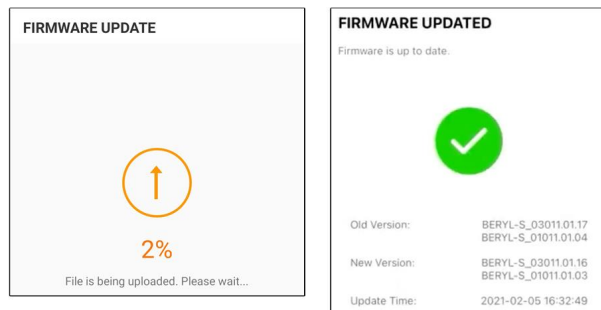 FIRMWARE UPDATE
2%
File is being uploaded. Please wait...
FIRMWARE UPDATED
Firmware is up to date.
Old Version: BERYL-S_03011.01.17
BERYL-S_01011.01.04
New Version: BERYL-S_03011.01.16
BERYL-S_01011.01.03
Update Time: 2021-02-05 16:32:49